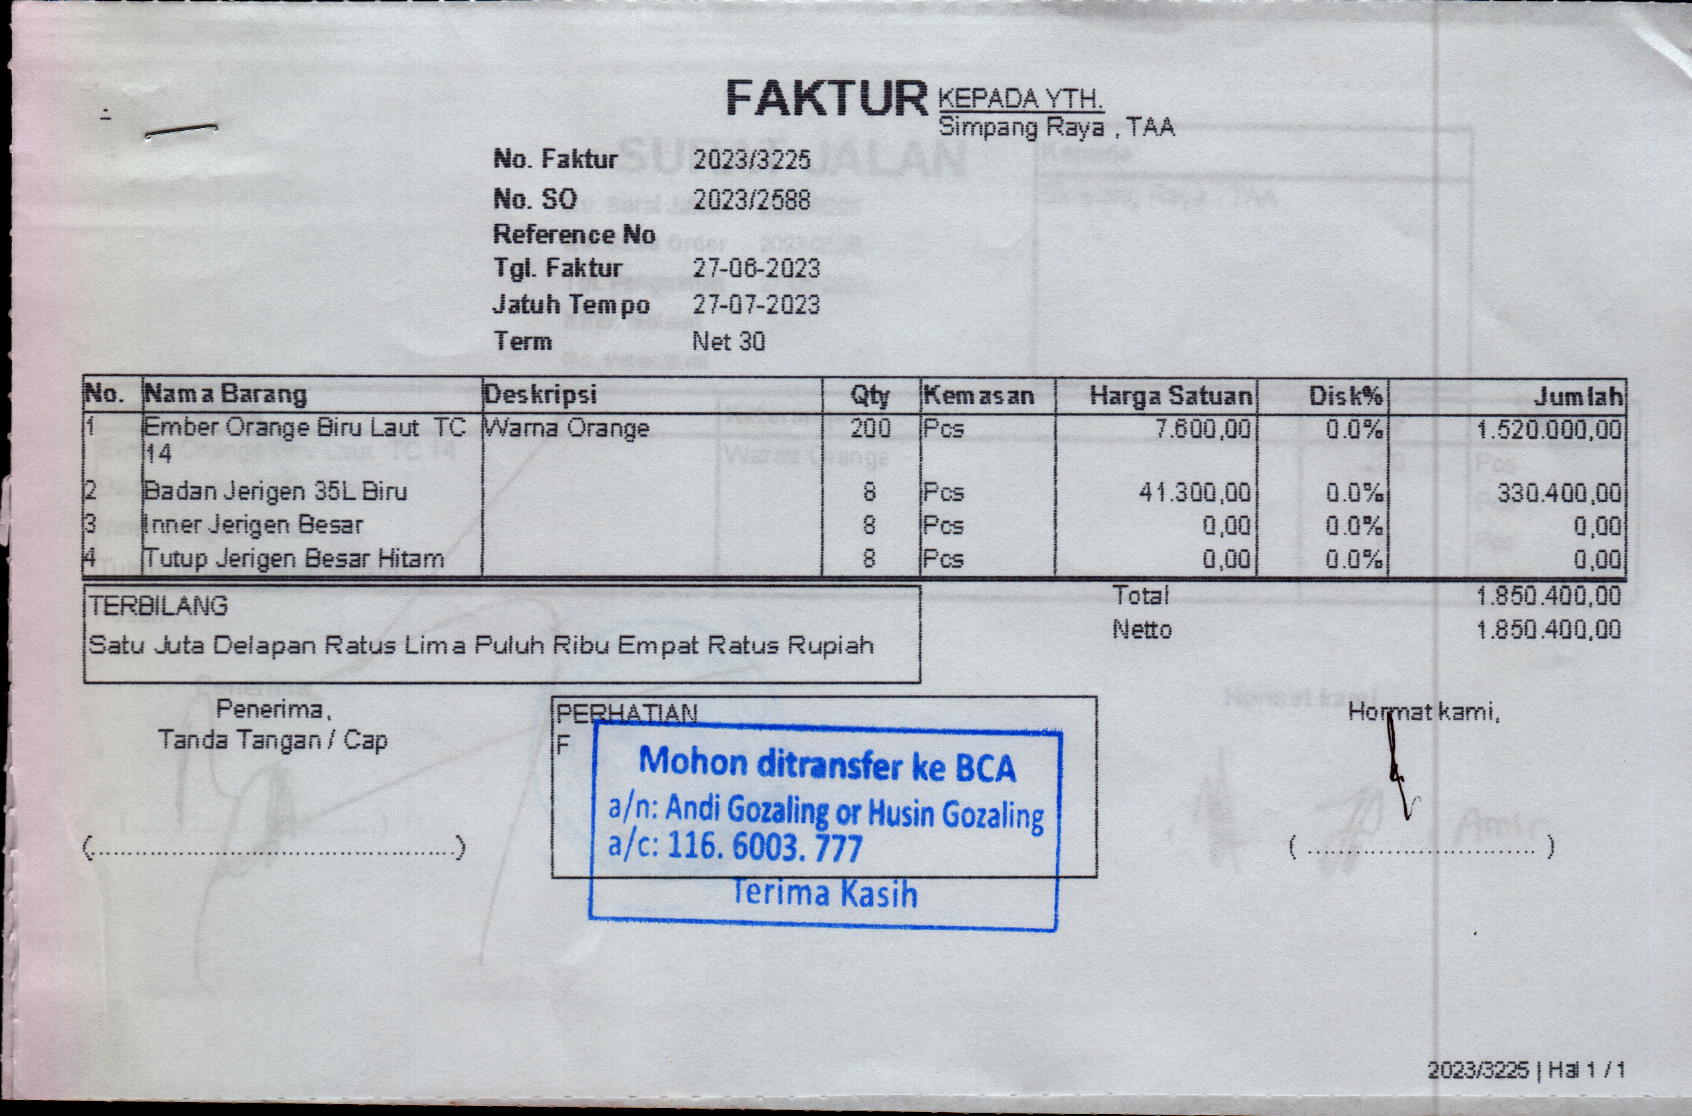 FAKTUR
KEPADA YTH.
Simpang Raya , TAA
No. Faktur 2023/3225
No. SO 2023/2588
Reference No
Tgl. Faktur 27-06-2023
Jatuh Tempo 27-07-2023
Term Net 30
No. Nama Barang Deskripsi Qty Kemasan Harga Satuan Disk% Jumlah
1 Ember Orange Biru Laut TC Warna Orange 200 Pcs 7.600,00 0.0% 1.520.000,00
14
2 Badan Jerigen 35L Biru 8 Pcs 41.300,00 0.0% 330.400,00
3 Inner Jerigen Besar 8 Pcs 0,00 0.0% 0,00
4 Tutup Jerigen Besar Hitam 8 Pcs 0,00 0.0% 0,00
Total 1.850.400,00
Netto 1.850.400,00
TERBILANG
Satu Juta Delapan Ratus Lima Puluh Ribu Empat Ratus Rupiah
Penerima,
Tanda Tangan / Cap
(..................................................)
PERHATIAN
F
Mohon ditransfer ke BCA
a/n: Andi Gozaling or Husin Gozaling
a/c: 116. 6003. 777
Terima Kasih
Hormat kami,
( ............................... )
2023/3225 | Hal 1 / 1